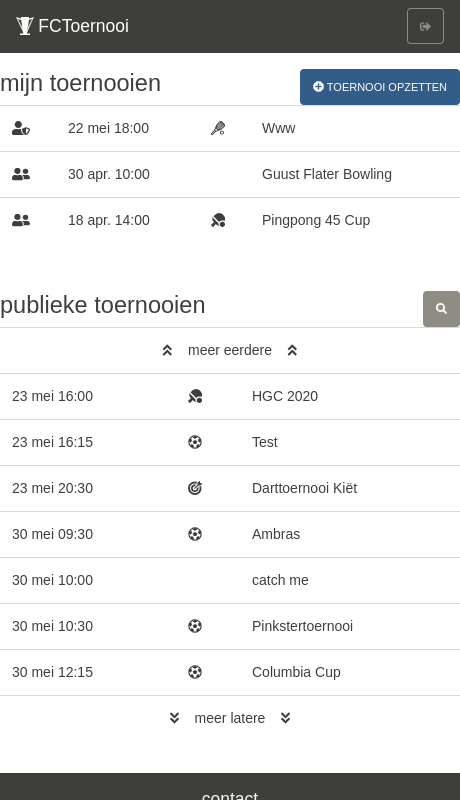 FCToernooi
mijn toernooien
TOERNOOI OPZETTEN
22 mei 18:00 Www
30 apr. 10:00 Guust Flater Bowling
18 apr. 14:00 Pingpong 45 Cup
publieke toernooien
meer eerdere
23 mei 16:00 HGC 2020
23 mei 16:15 Test
23 mei 20:30 Darttoernooi Kiët
30 mei 09:30 Ambras
30 mei 10:00 catch me
30 mei 10:30 Pinkstertoernooi
30 mei 12:15 Columbia Cup
meer latere
contact